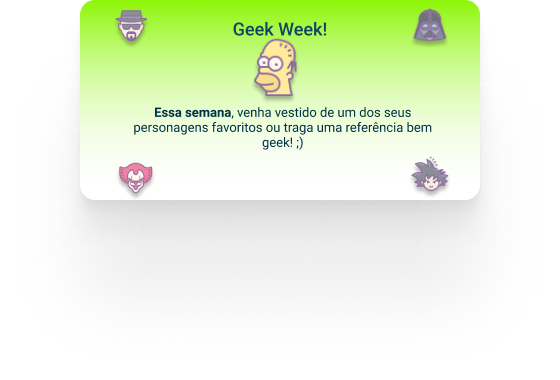 Geek Week!
Essa semana, venha vestido de um dos seus
personagens favoritos ou traga uma referência bem
geek! ;)